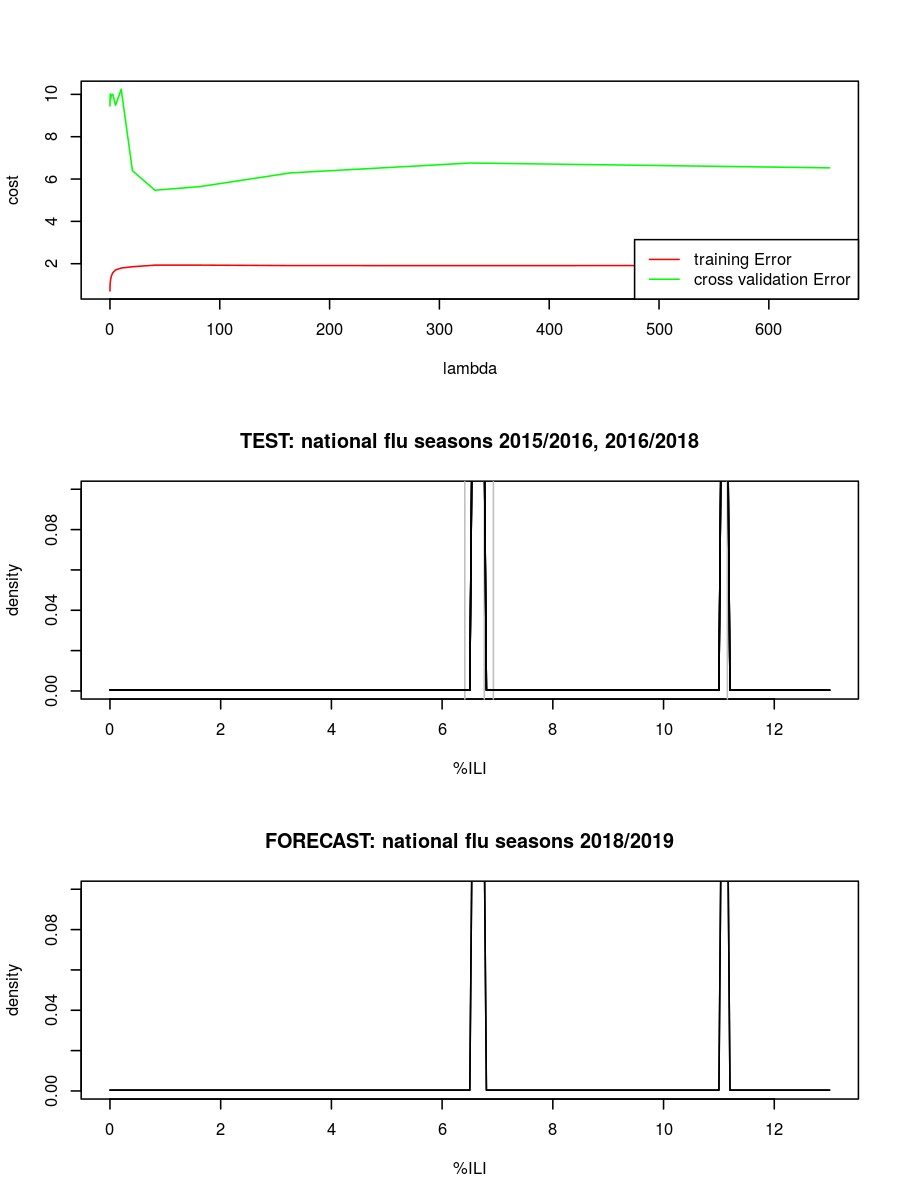 cost
10
8
6
4
2
training Error
cross validation Error
0 100 200 300 400 500 600
lambda
TEST: national flu seasons 2015/2016, 2016/2018
density
0.08
0.04
0.00
0 2 4 6 8 10 12
%ILI
FORECAST: national flu seasons 2018/2019
density
0.08
0.04
0.00
0 2 4 6 8 10 12
%ILI